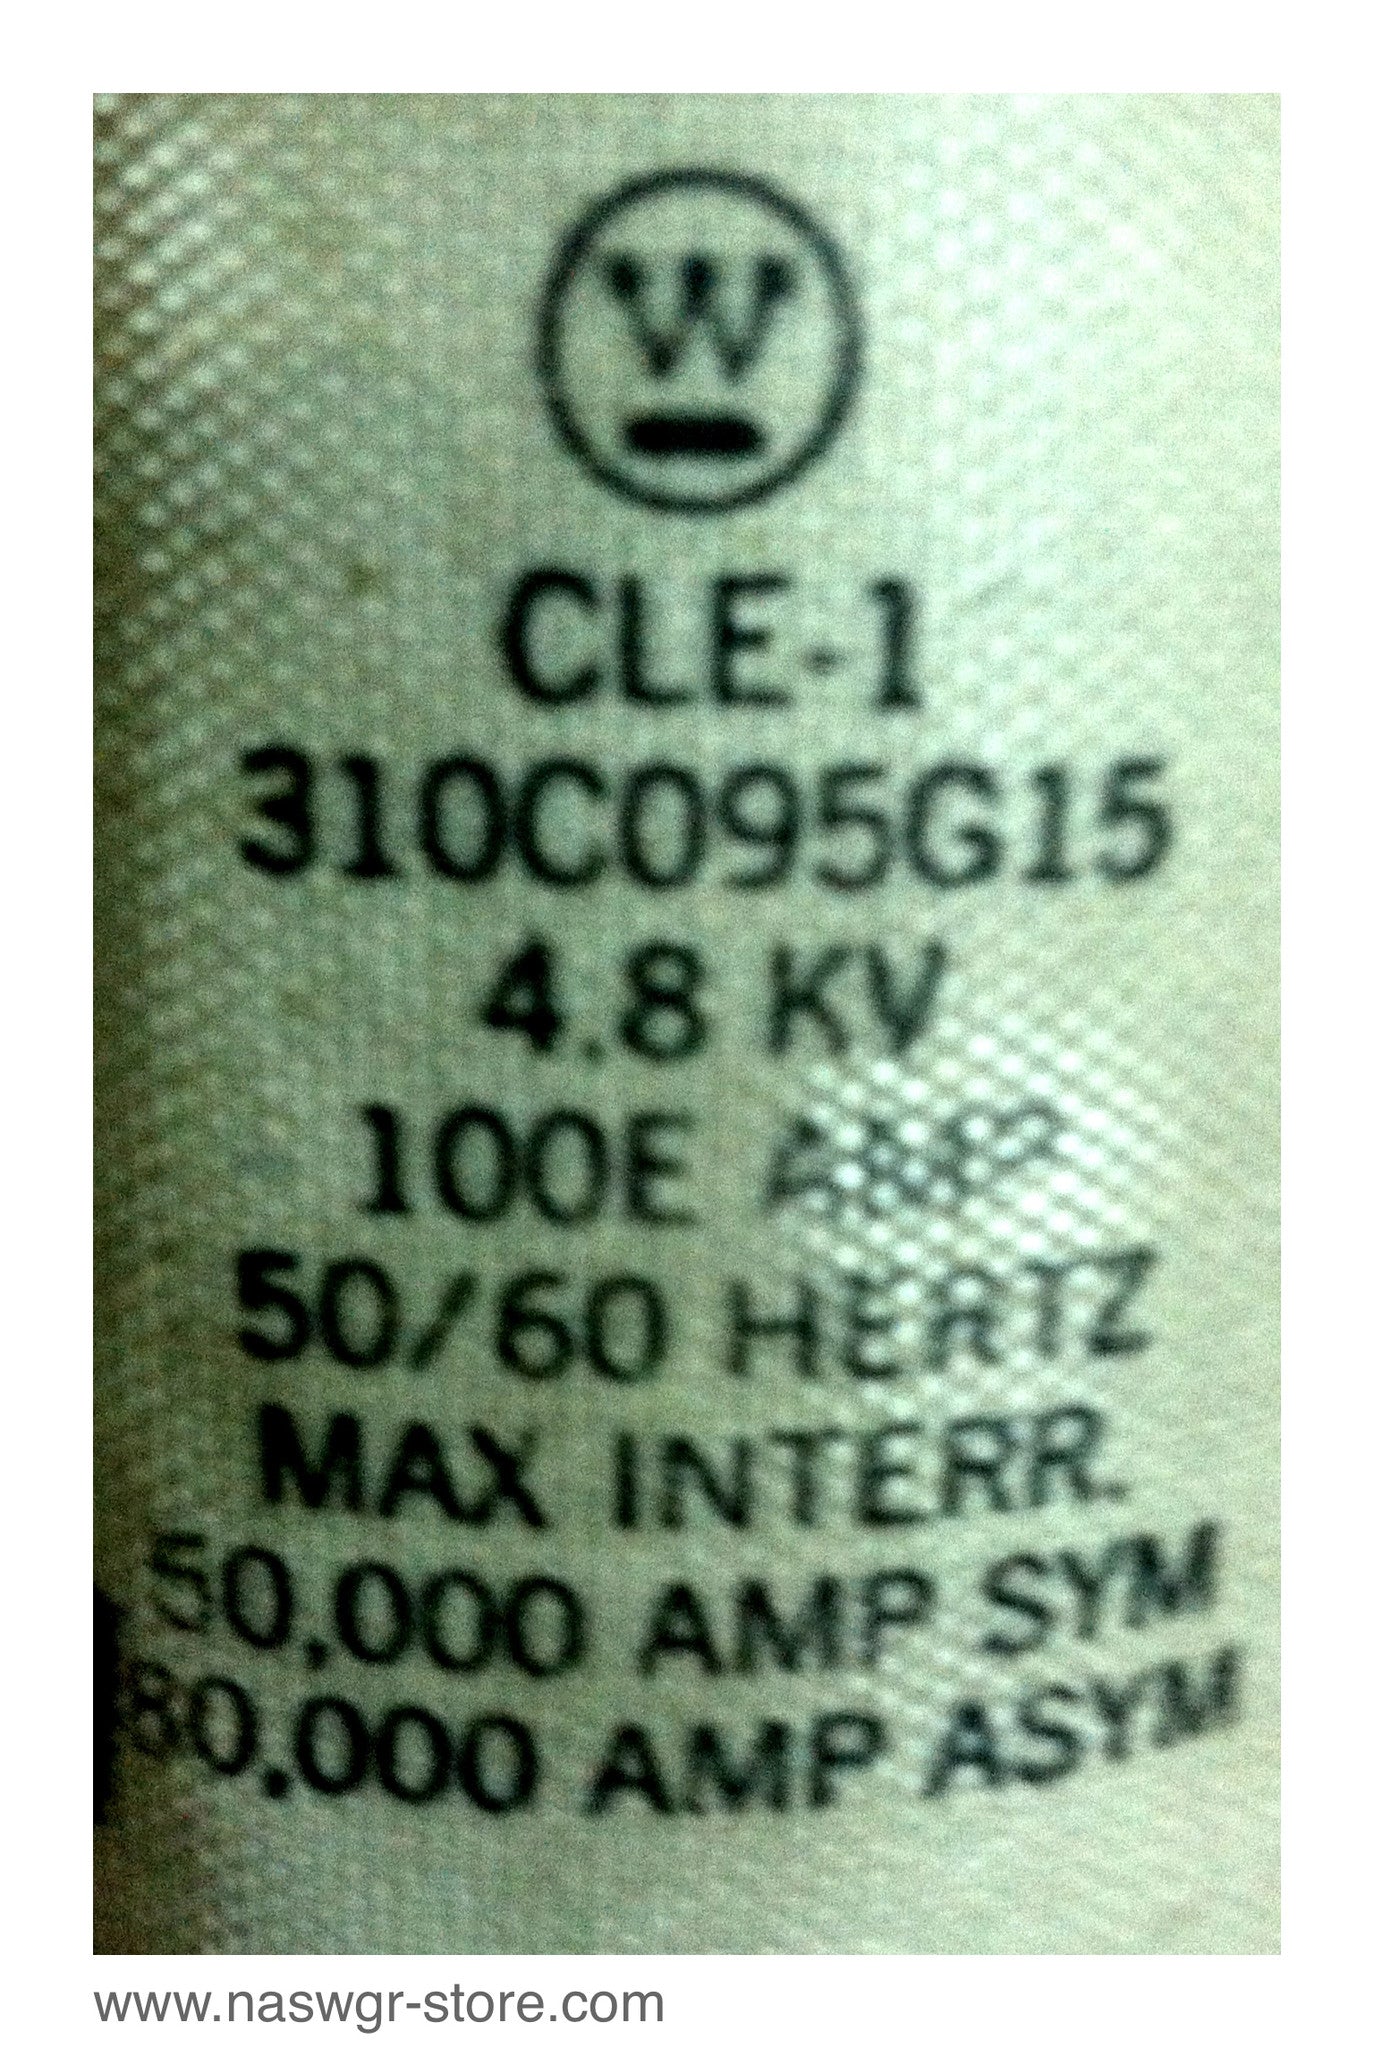 W
CLE-1
310C095G15
4.8 KV
100E AMP
50/60 HERTZ
MAX INTERR.
50,000 AMP SYM
80,000 AMP ASYM
www.naswgr-store.com